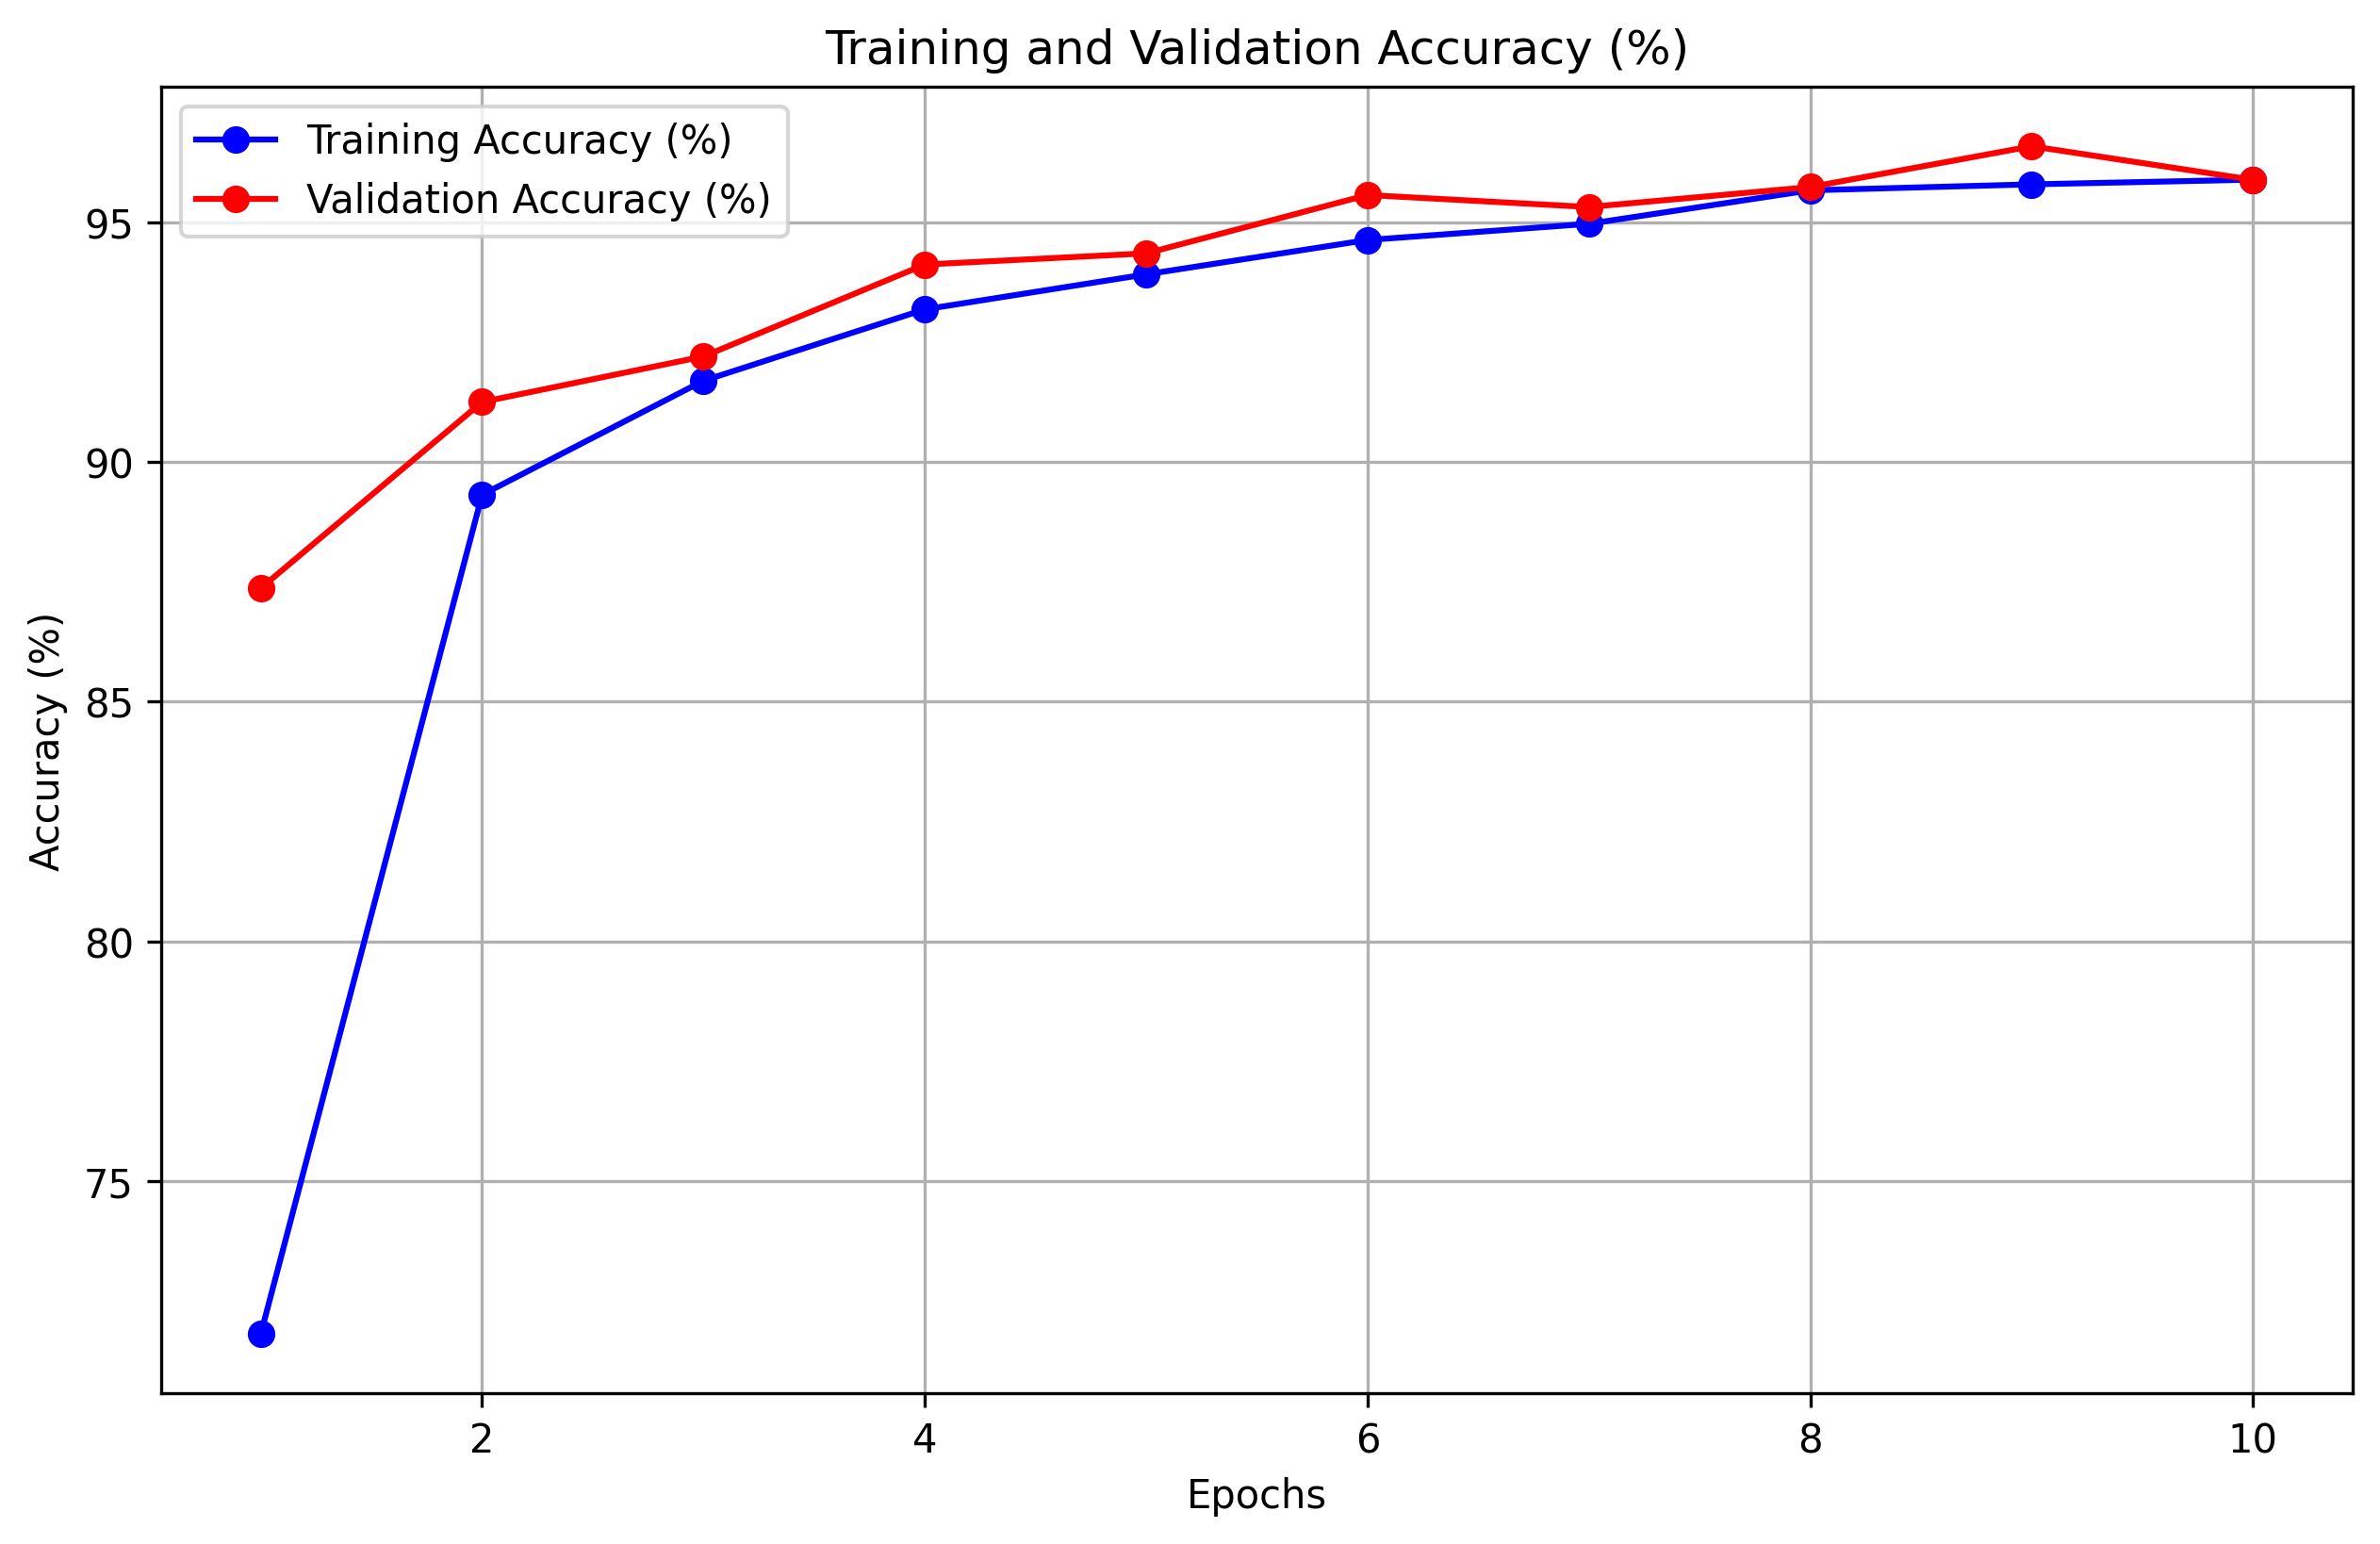 Training and Validation Accuracy (%)
Training Accuracy (%)
Validation Accuracy (%)
95
90
85
80
75
Accuracy (%)
2 4 6 8 10
Epochs